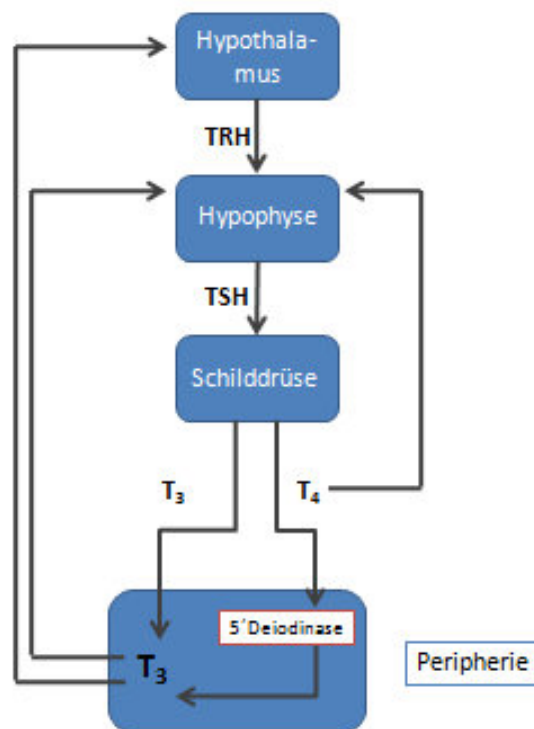 Hypothala-
mus
TRH
Hypophyse
TSH
Schilddrüse
T₃
T₄
5´Deiodinase
T₃
Peripherie